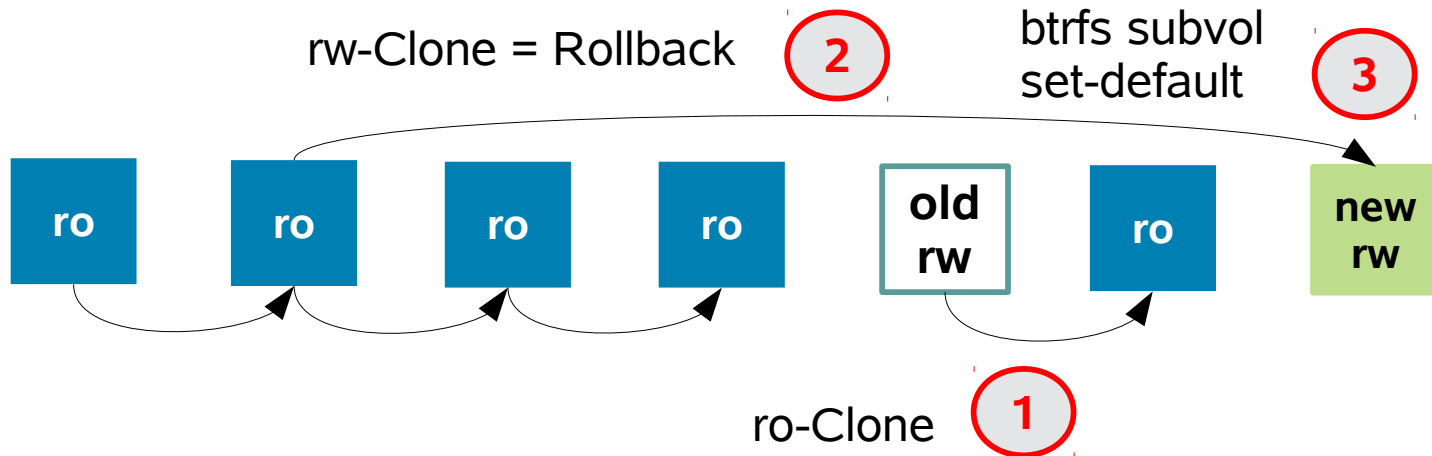 rw-Clone = Rollback
2
btrfs subvol
set-default
3
ro
ro
ro
ro
old
rw
ro
new
rw
ro-Clone
1